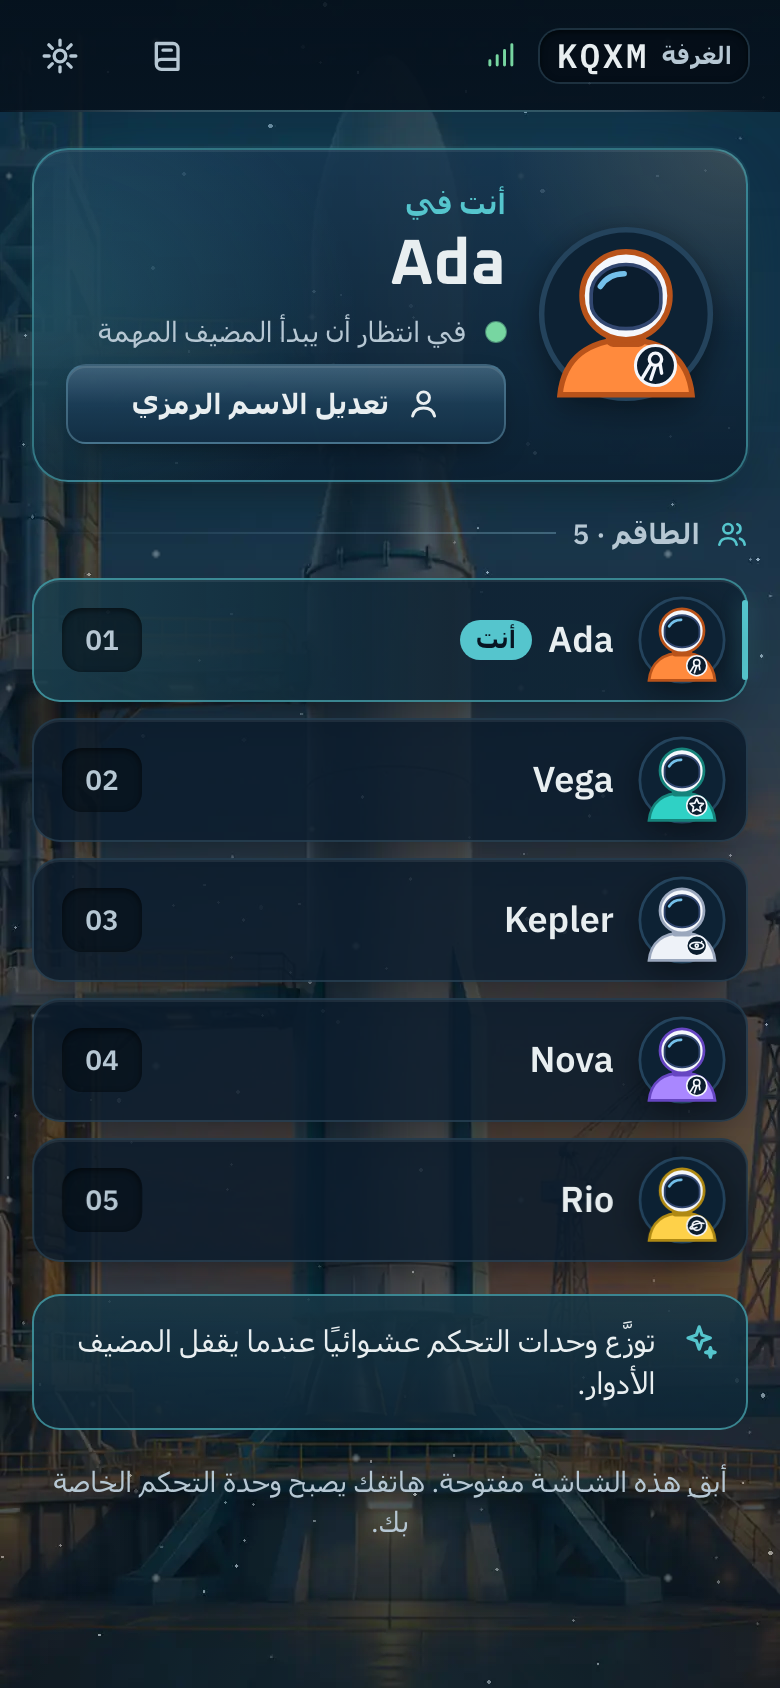 الغرفة KQXM
أنت في
Ada
في انتظار أن يبدأ المضيف المهمة
تعديل الاسم الرمزي
الطاقم · 5
Ada أنت 01
Vega 02
Kepler 03
Nova 04
Rio 05
توزَّع وحدات التحكم عشوائيًا عندما يقفل المضيف
الأدوار.
أبقِ هذه الشاشة مفتوحة. هاتفك يصبح وحدة التحكم الخاصة
بك.